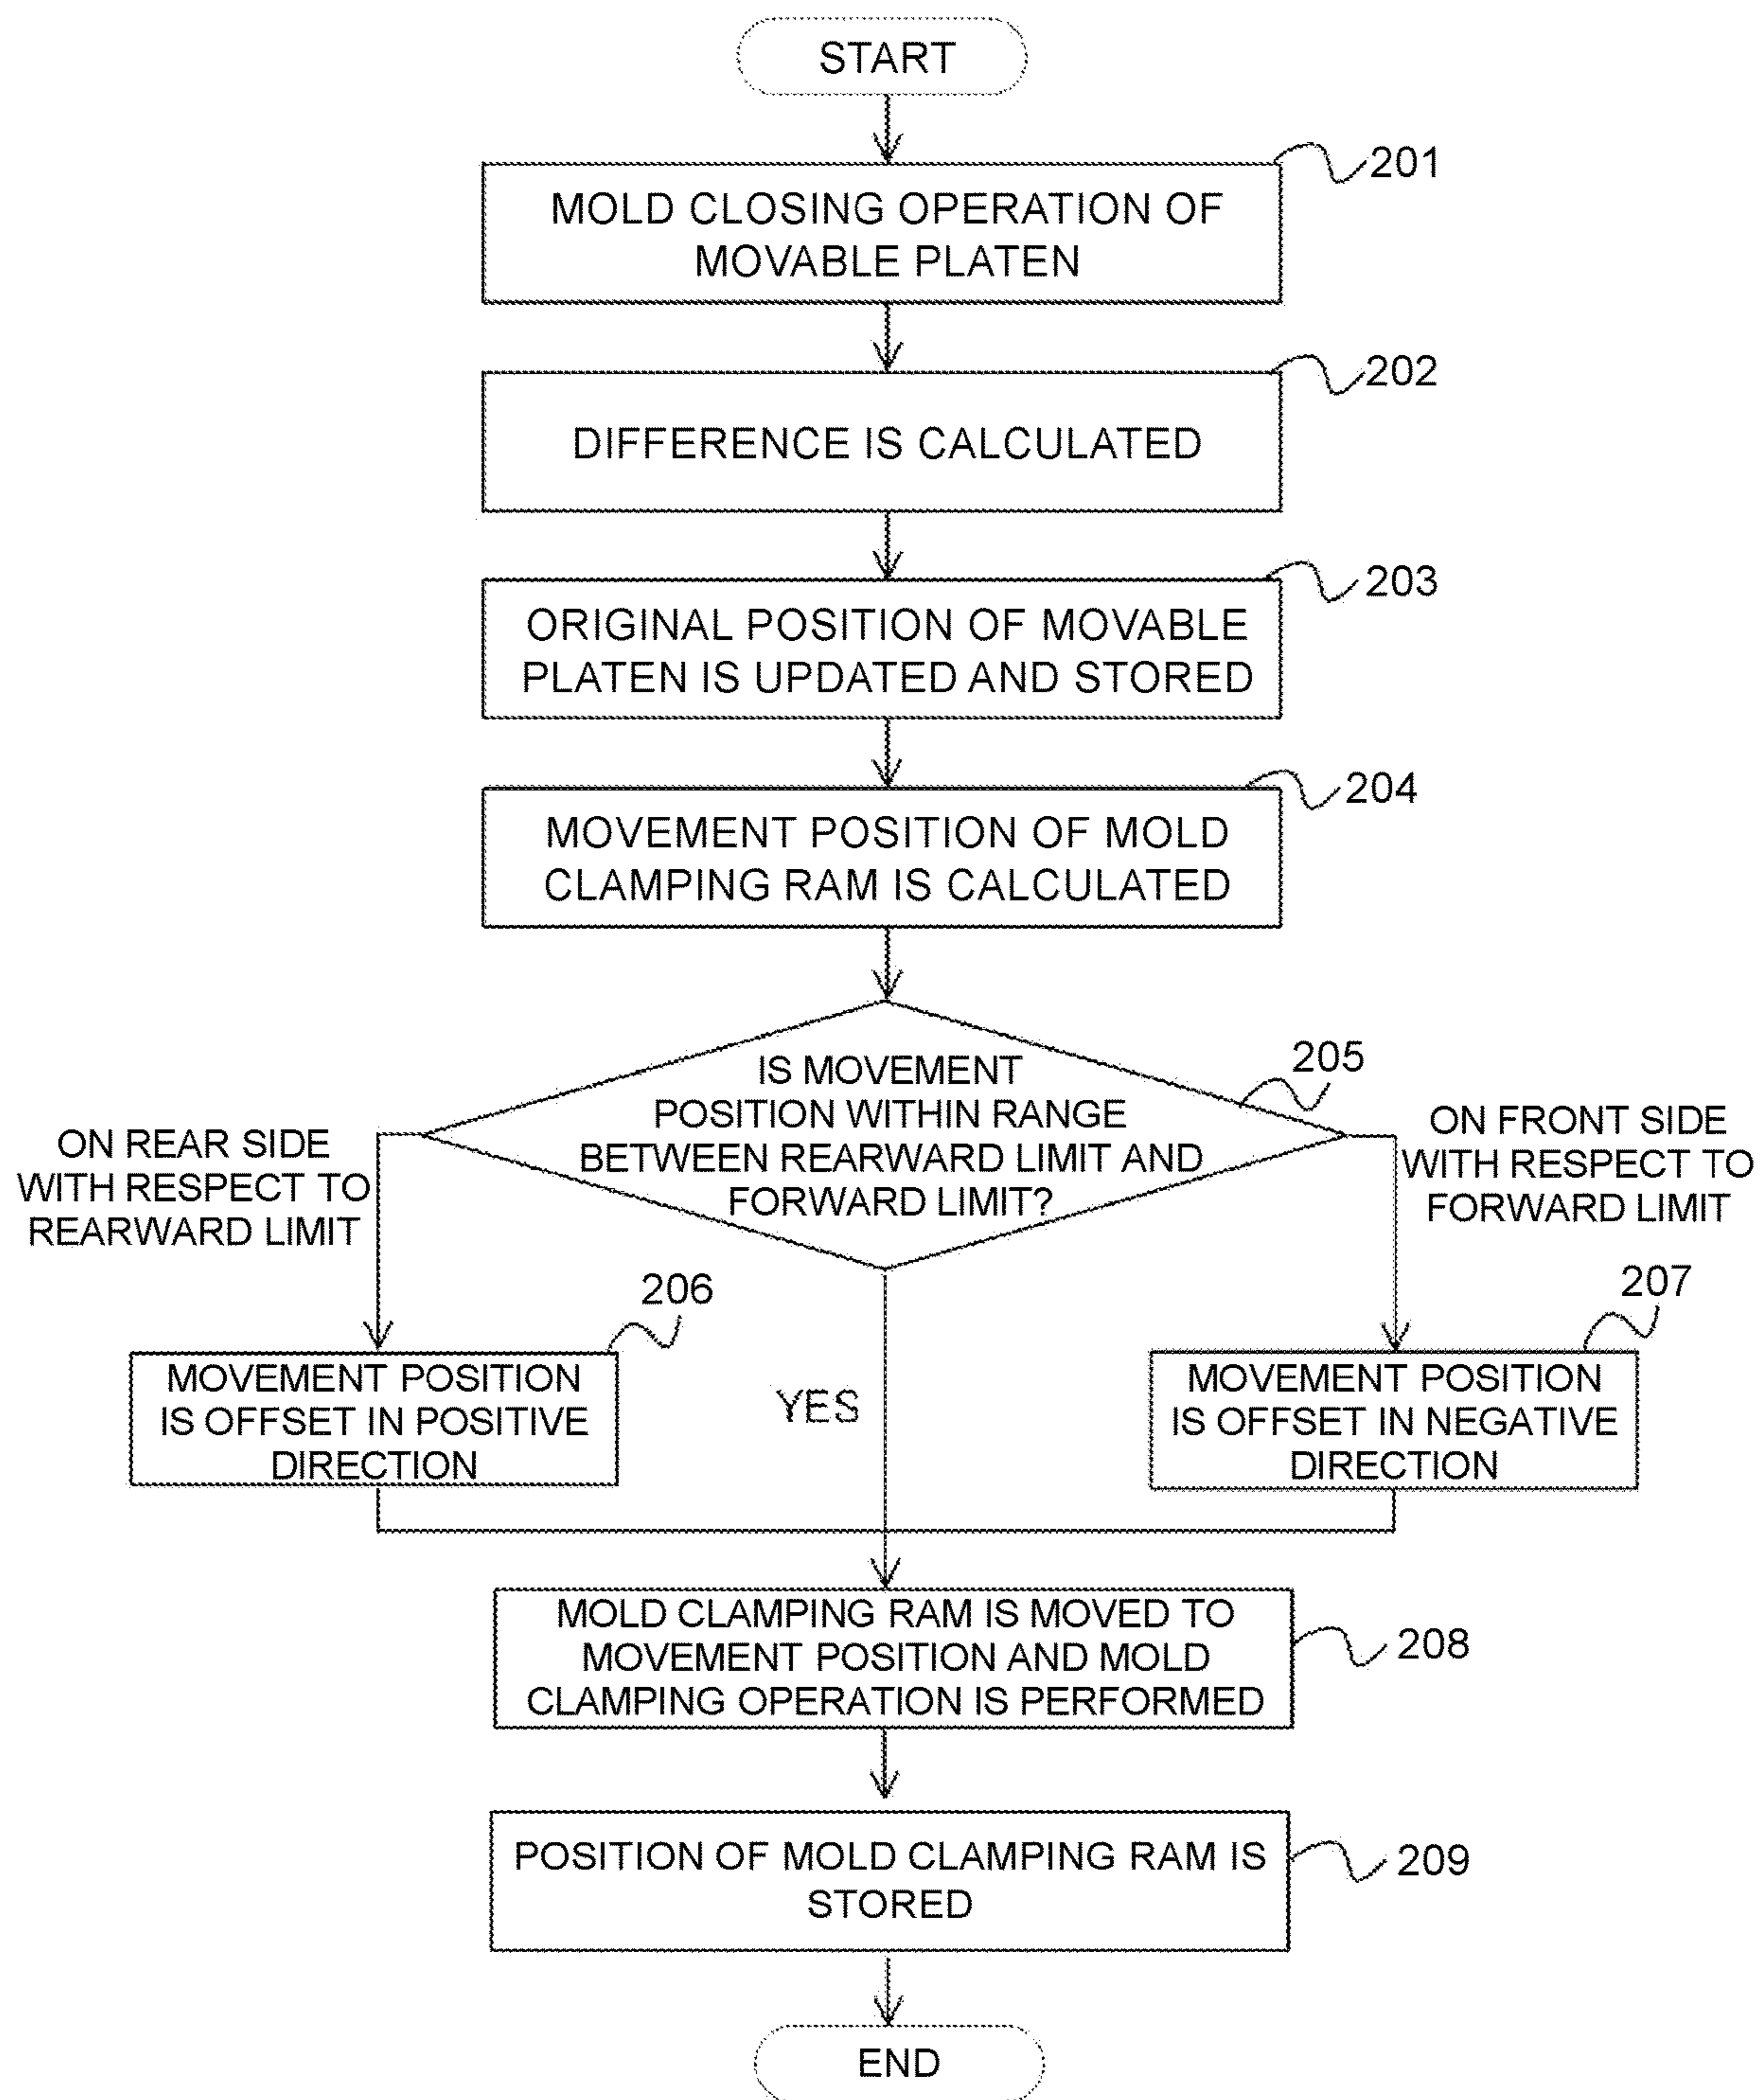 START
201
MOLD CLOSING OPERATION OF
MOVABLE PLATEN
202
DIFFERENCE IS CALCULATED
203
ORIGINAL POSITION OF MOVABLE
PLATEN IS UPDATED AND STORED
204
MOVEMENT POSITION OF MOLD
CLAMPING RAM IS CALCULATED
205
IS MOVEMENT
POSITION WITHIN RANGE
BETWEEN REARWARD LIMIT AND
FORWARD LIMIT?
ON REAR SIDE
WITH RESPECT TO
REARWARD LIMIT
ON FRONT SIDE
WITH RESPECT TO
FORWARD LIMIT
206
MOVEMENT POSITION
IS OFFSET IN POSITIVE
DIRECTION
YES
207
MOVEMENT POSITION
IS OFFSET IN NEGATIVE
DIRECTION
MOLD CLAMPING RAM IS MOVED TO
MOVEMENT POSITION AND MOLD
CLAMPING OPERATION IS PERFORMED
208
POSITION OF MOLD CLAMPING RAM IS
STORED
209
END